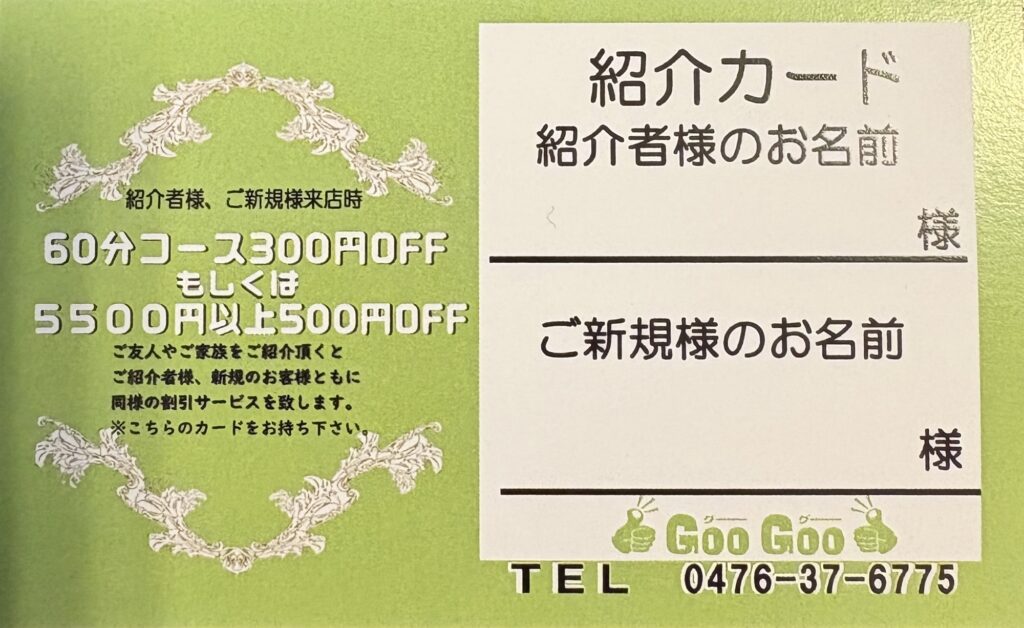 紹介者様、ご新規様来店時
60分コース300円OFF
もしくは
5500円以上500円OFF
ご友人やご家族をご紹介頂くと
ご紹介者様、新規のお客様ともに
同様の割引サービスを致します。
※こちらのカードをお持ち下さい。
紹介カード
紹介者様のお名前
様
ご新規様のお名前
様
グー グー
Goo Goo
TEL 0476-37-6775